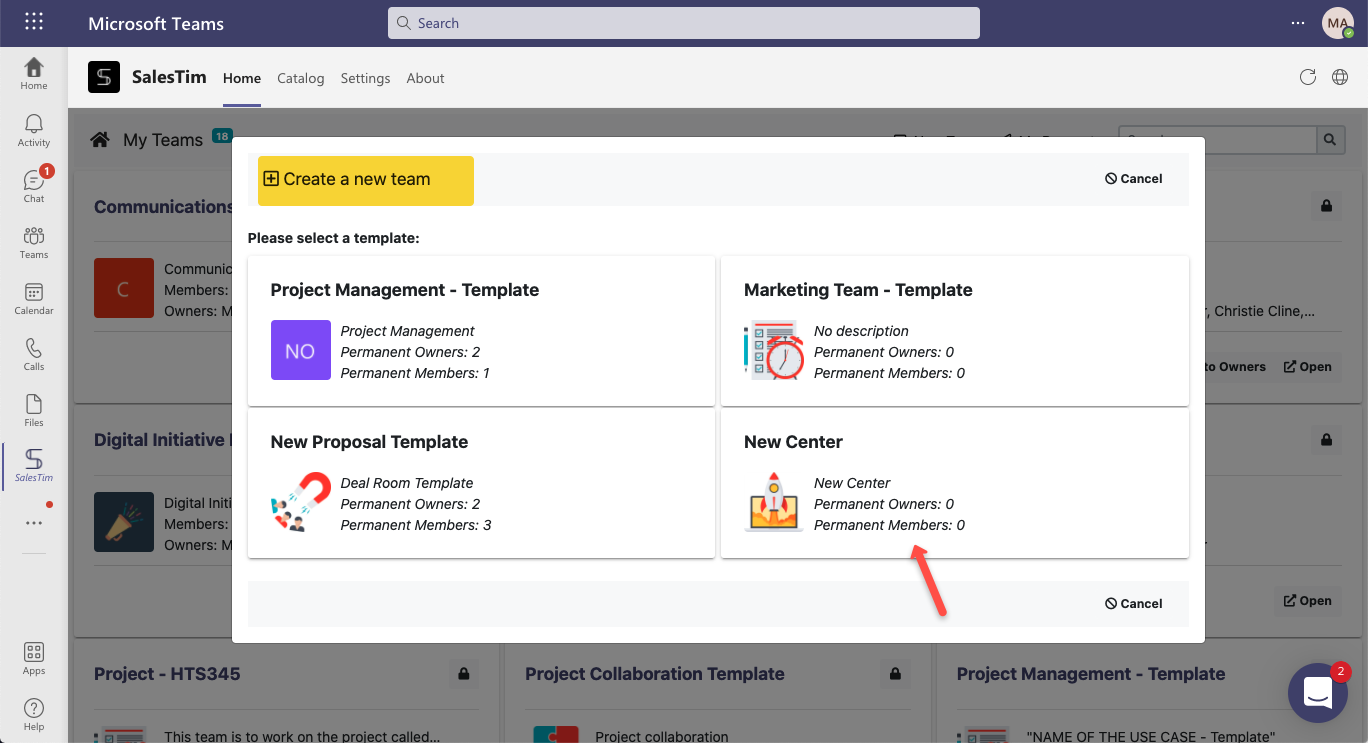 Microsoft Teams
Search
MA
Home
Activity
1
Chat
Teams
Calendar
Calls
Files
SalesTim
Apps
Help
SalesTim
Home
Catalog
Settings
About
My Teams
18
Create a new team
Cancel
Please select a template:
Project Management - Template
NO
Project Management
Permanent Owners: 2
Permanent Members: 1
Marketing Team - Template
No description
Permanent Owners: 0
Permanent Members: 0
New Proposal Template
Deal Room Template
Permanent Owners: 2
Permanent Members: 3
New Center
New Center
Permanent Owners: 0
Permanent Members: 0
Cancel
Communications
C
Communic
Members:
Owners: M
, Christie Cline,...
to Owners
Open
Digital Initiative
Digital Initi
Members:
Owners: M
Open
Project - HTS345
This team is to work on the project called...
Project Collaboration Template
Project collaboration
Project Management - Template
"NAME OF THE USE CASE - Template"
2